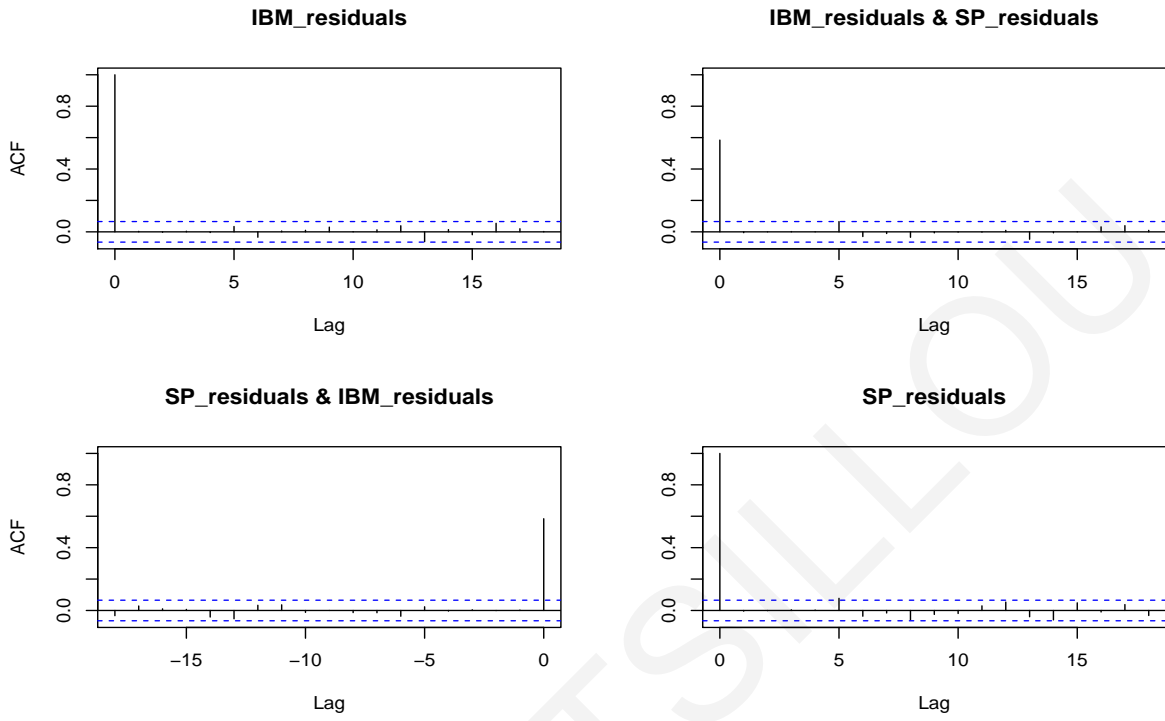 IBM_residuals
ACF
0.0 0.4 0.8
0 5 10 15
Lag
IBM_residuals & SP_residuals
0.0 0.4 0.8
0 5 10 15
Lag
SP_residuals & IBM_residuals
ACF
0.0 0.4 0.8
−15 −10 −5 0
Lag
SP_residuals
0.0 0.4 0.8
0 5 10 15
Lag
TSILLOU